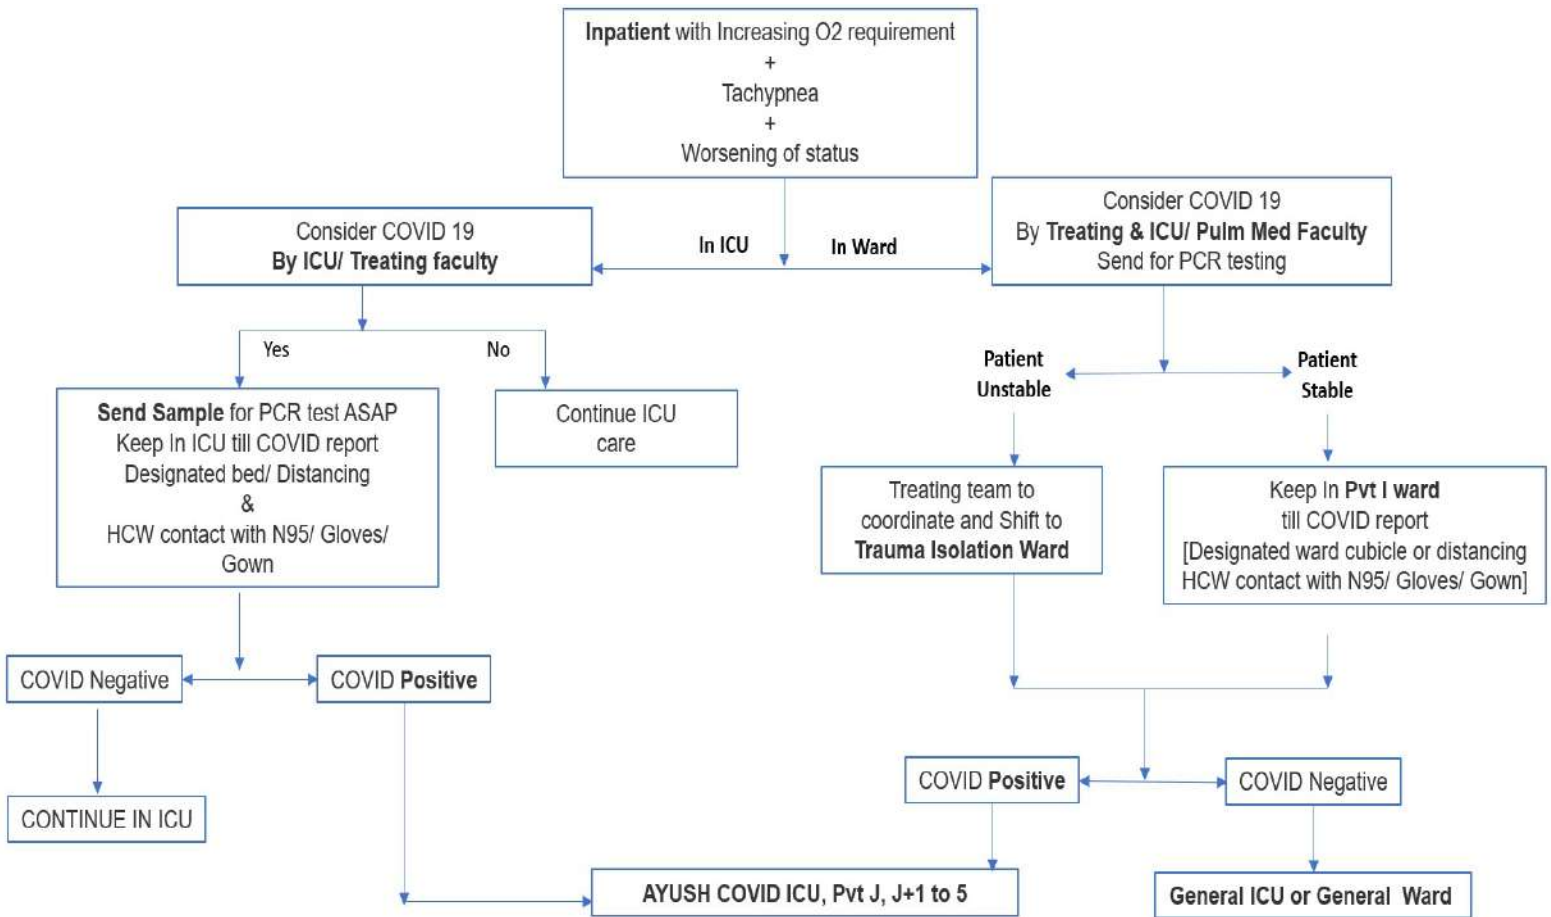 Inpatient with Increasing O2 requirement
+
Tachypnea
+
Worsening of status
Consider COVID 19
By ICU/ Treating faculty
In ICU
In Ward
Consider COVID 19
By Treating & ICU/ Pulm Med Faculty
Send for PCR testing
Yes
No
Patient
Unstable
Patient
Stable
Send Sample for PCR test ASAP
Keep In ICU till COVID report
Designated bed/ Distancing
&
HCW contact with N95/ Gloves/
Gown
Continue ICU
care
Treating team to
coordinate and Shift to
Trauma Isolation Ward
Keep In Pvt I ward
till COVID report
[Designated ward cubicle or distancing
HCW contact with N95/ Gloves/ Gown]
COVID Negative
COVID Positive
CONTINUE IN ICU
COVID Positive
COVID Negative
AYUSH COVID ICU, Pvt J, J+1 to 5
General ICU or General Ward